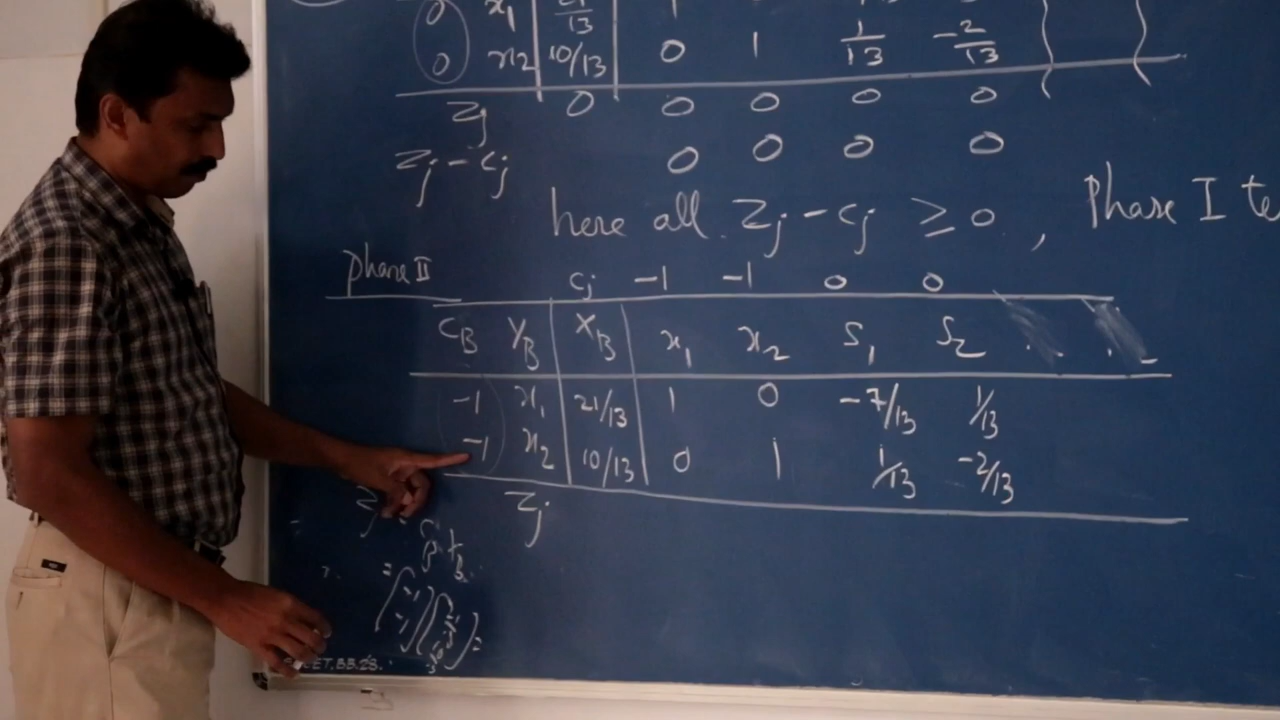 0 x₁ 21/13 1
0 x₂ 10/13 0 1 1/13 -2/13
Zj 0 0 0 0 0
Zj - Cj 0 0 0 0
here all Zj - Cj ≥ 0 , Phase I te
Phase II
Cj -1 -1 0 0
CB YB XB x₁ x₂ S₁ S₂
-1 x₁ 21/13 1 0 -7/13 1/13
-1 x₂ 10/13 0 1 1/13 -2/13
Zj